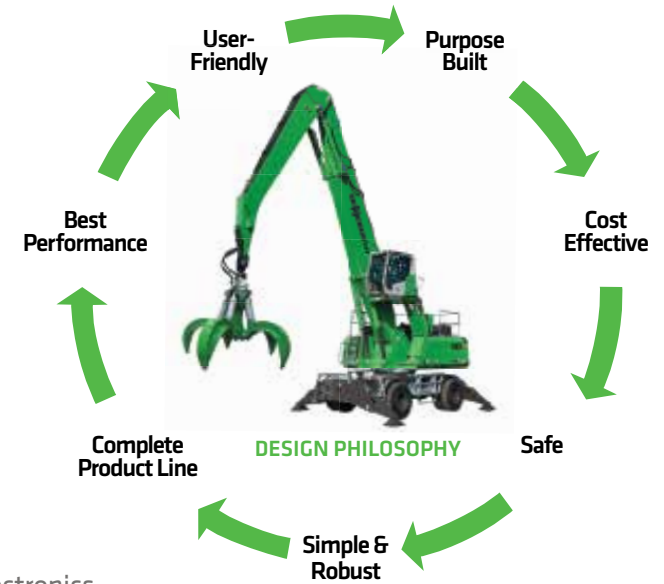 User-
Friendly
Purpose
Built
Best
Performance
Cost
Effective
Complete
Product Line
DESIGN PHILOSOPHY
Safe
Simple &
Robust